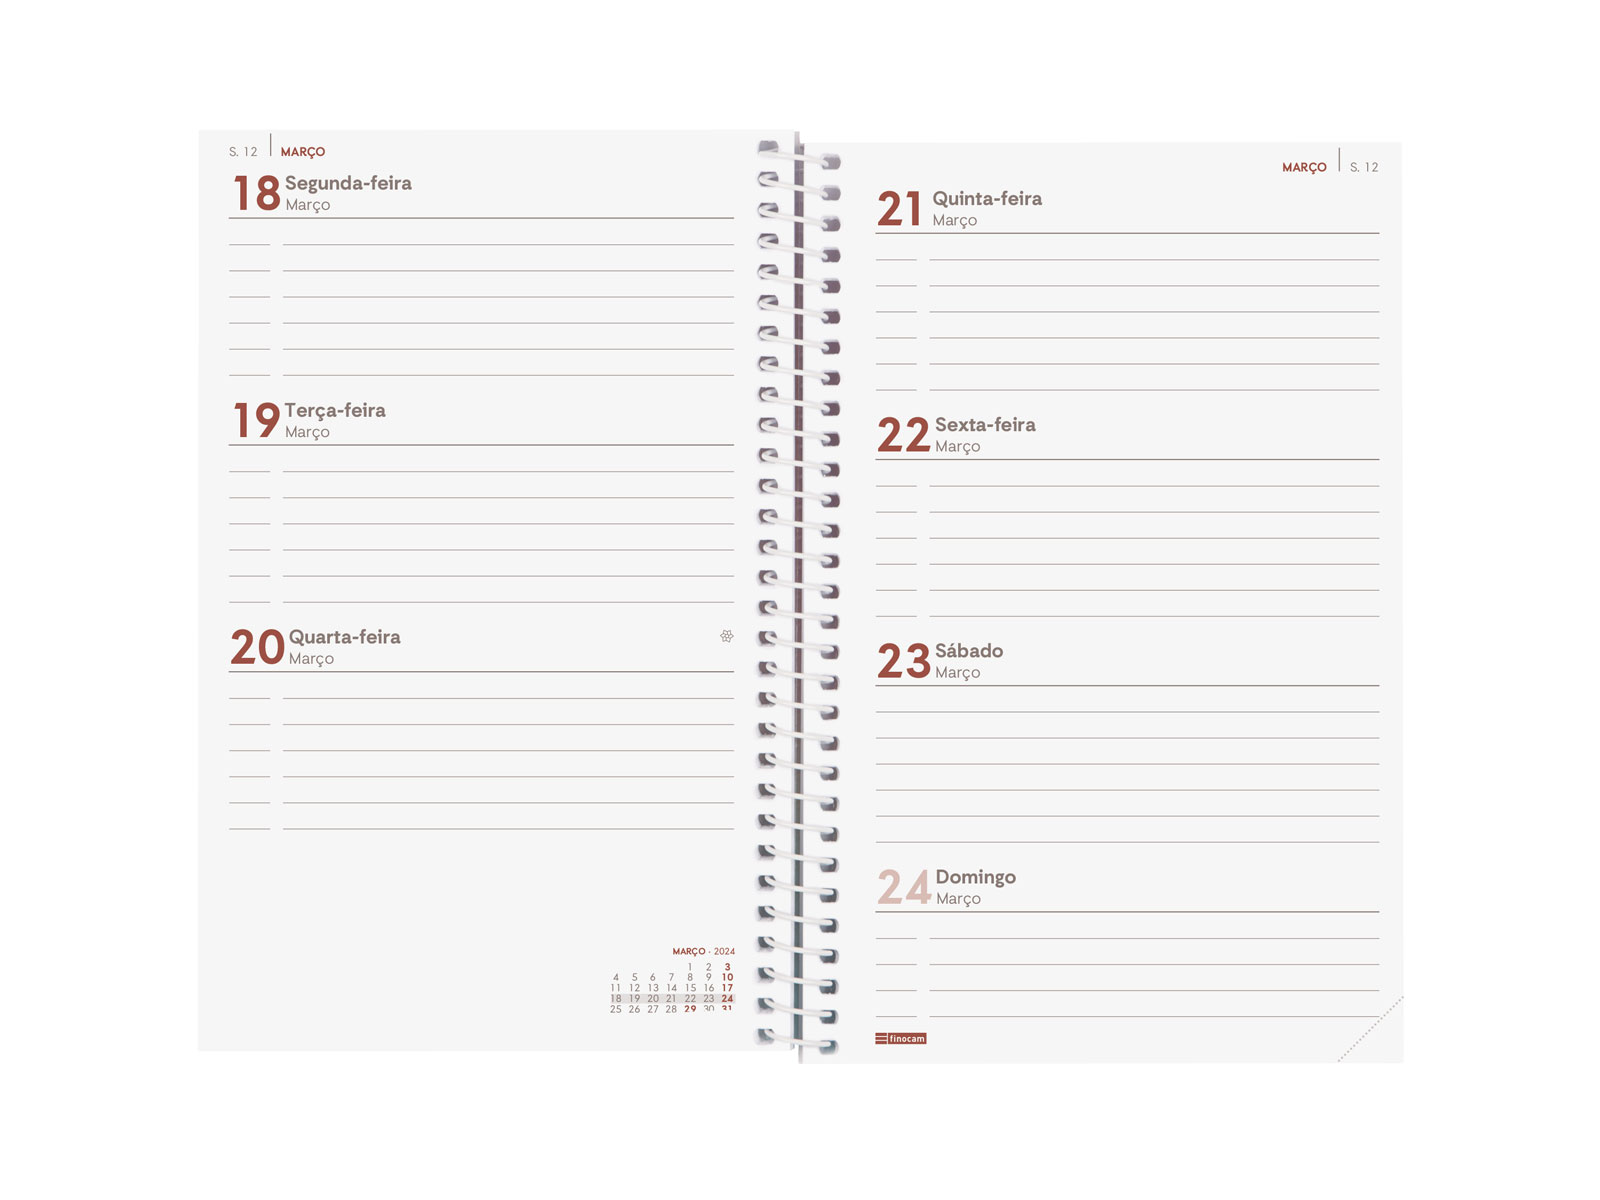 S. 12 MARÇO
18 Segunda-feira
Março
19 Terça-feira
Março
20 Quarta-feira
Março
MARÇO · 2024
1 2 3
4 5 6 7 8 9 10
11 12 13 14 15 16 17
18 19 20 21 22 23 24
25 26 27 28 29 30 31
MARÇO S. 12
21 Quinta-feira
Março
22 Sexta-feira
Março
23 Sábado
Março
24 Domingo
Março
finocam